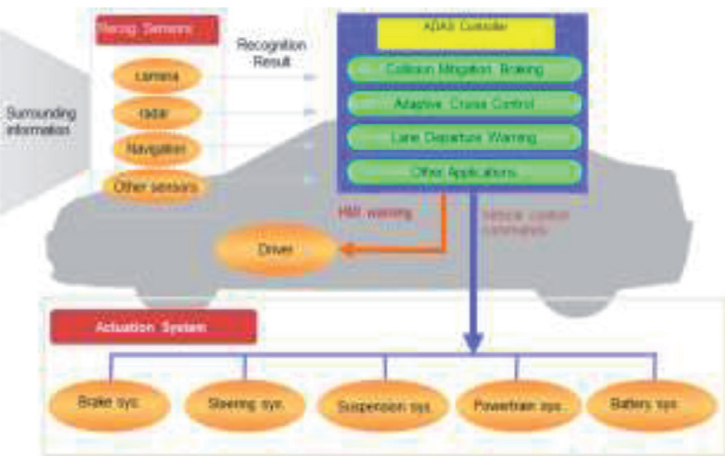 Recog Sensors
camera
radar
Navigation
Other sensors
Surrounding
information
Recognition
Result
ADAS Controller
Collision Mitigation Braking
Adaptive Cruise Control
Lane Departure Warning
Other Applications
HMI warning
Vehicle control
commands
Driver
Actuation System
Brake sys.
Steering sys.
Suspension sys.
Powertrain sys.
Battery sys.